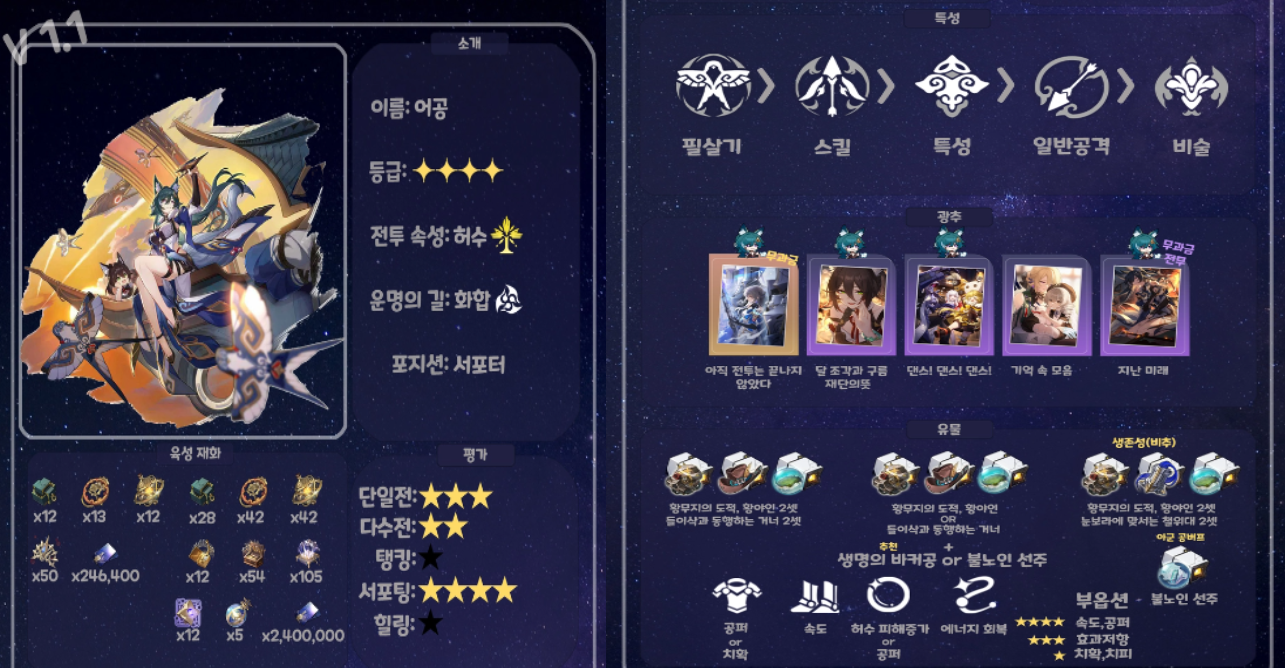 V 1.1
소개
이름: 어공
등급:
전투 속성: 허수
운명의 길: 화합
포지션: 서포터
육성 재화
x12 x13 x12 x28 x42 x42
x50 x246,400 x12 x54 x105
x12 x5 x2,400,000
평가
단일전:
다수전:
탱킹:
서포팅:
힐링:
특성
필살기 스킬 특성 일반공격 비술
광추
무과금
무과금
전무
아직 전투는 끝나지
않았다
달 조각과 구름
재단의뜻
댄스! 댄스! 댄스!
기억 속 모습
지난 미래
유물
생존성(비추)
황무지의 도적, 황야인 2셋
들이삭과 동행하는 거너 2셋
황무지의 도적, 황야인
OR
들이삭과 동행하는 거너
황무지의 도적, 황야인 2셋
눈보라에 맞서는 철위대 2셋
+
추천
생명의 바커공 or 불노인 선주
아군 공버프
불노인 선주
공퍼
or
치확
속도
허수 피해증가
or
공퍼
에너지 회복
부옵션
속도,공퍼
효과저항
치확,치피